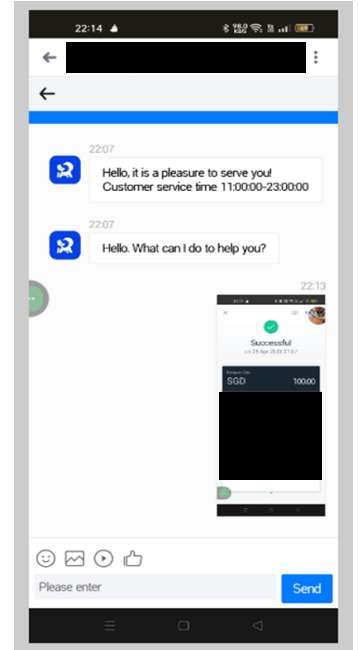 22:14
22:07
Hello, it is a pleasure to serve you!
Customer service time 11:00:00-23:00:00
22:07
Hello. What can I do to help you?
22:13
Successful
SGD 100.00
Please enter
Send